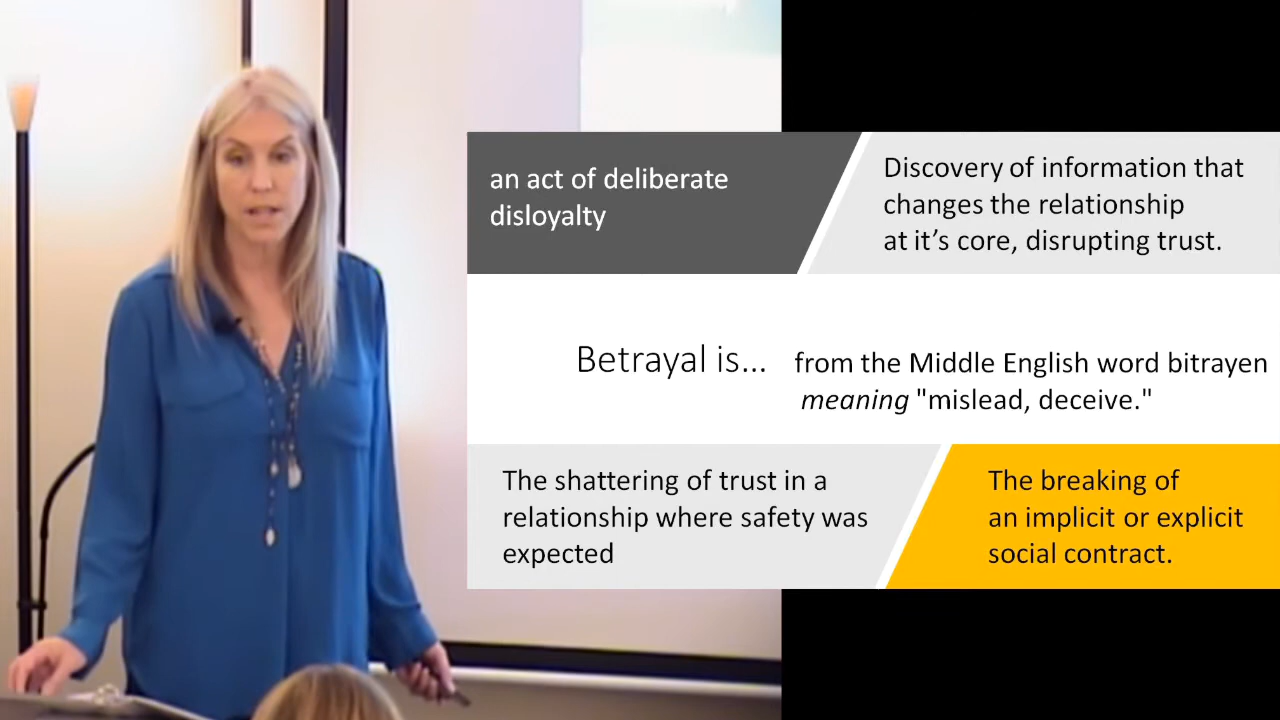 an act of deliberate
disloyalty
Discovery of information that
changes the relationship
at it’s core, disrupting trust.
Betrayal is...
from the Middle English word bitrayen
meaning "mislead, deceive."
The shattering of trust in a
relationship where safety was
expected
The breaking of
an implicit or explicit
social contract.